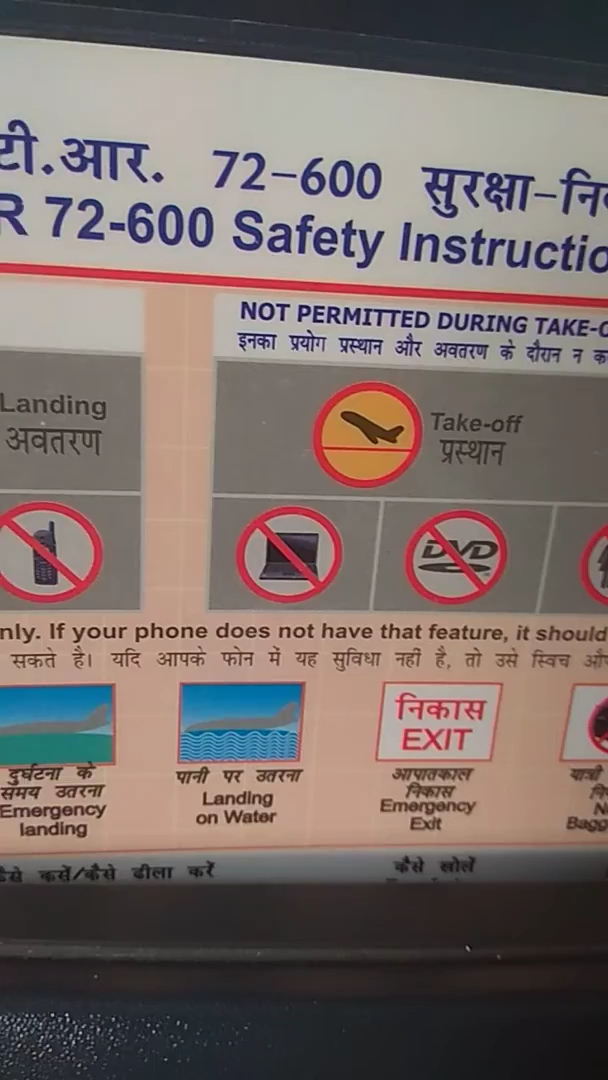 टी.आर. 72-600 सुरक्षा-नि
R 72-600 Safety Instructio
NOT PERMITTED DURING TAKE-O
इनका प्रयोग प्रस्थान और अवतरण के दौरान न क
Landing
अवतरण
Take-off
प्रस्थान
DVD
nly. If your phone does not have that feature, it should
सकते है। यदि आपके फोन में यह सुविधा नहीं है, तो उसे स्विच ऑ
निकास
EXIT
दुर्घटना के
समय उतरना
Emergency
landing
पानी पर उतरना
Landing
on Water
आपातकाल
निकास
Emergency
Exit
यात्री
नि
N
Bagg
कैसे कसें/कैसे ढीला करें
कैसे खोलें